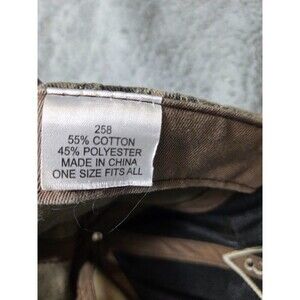 258
55% COTTON
45% POLYESTER
MADE IN CHINA
ONE SIZE FITS ALL